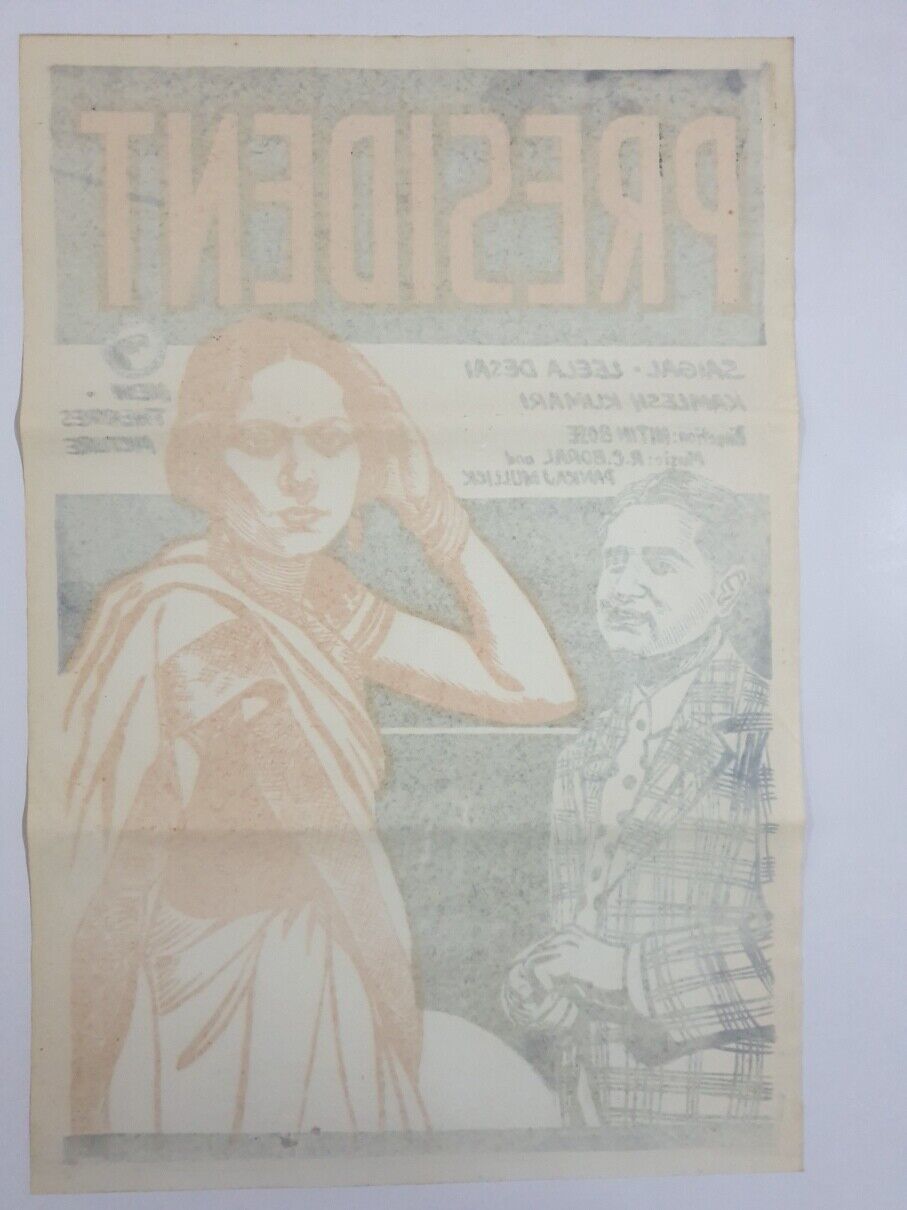 PRESIDENT
SAIGAL · LEELA DESAI
KAMLESH KUMARI
Direction: NITIN BOSE
Music: R.C. BORAL and
PANKAJ MULLICK
NEW
THEATRES
PICTURE